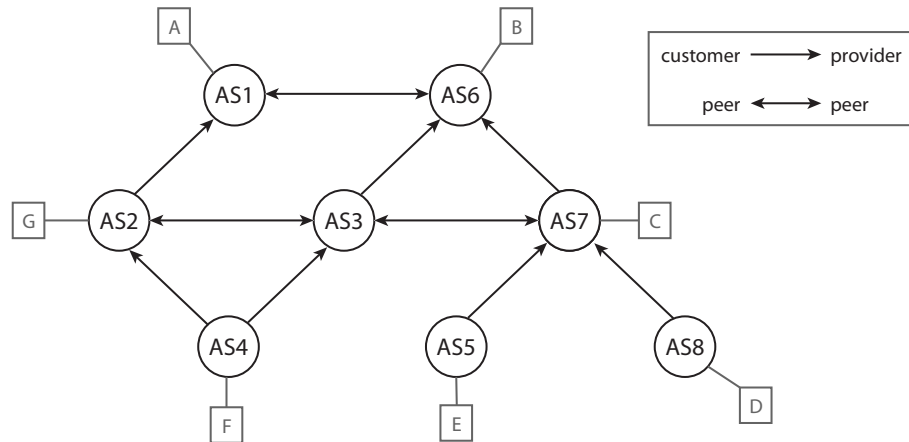 A
B
customer provider
AS1
AS6
peer peer
G
AS2
AS3
AS7
C
AS4
AS5
AS8
F
E
D